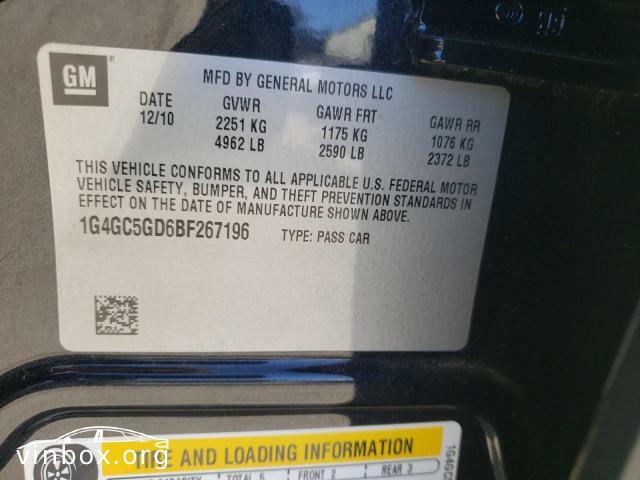 GM
MFD BY GENERAL MOTORS LLC
DATE GVWR GAWR FRT GAWR RR
12/10 2251 KG 1175 KG 1076 KG
4962 LB 2590 LB 2372 LB
THIS VEHICLE CONFORMS TO ALL APPLICABLE U.S. FEDERAL MOTOR
VEHICLE SAFETY, BUMPER, AND THEFT PREVENTION STANDARDS IN
EFFECT ON THE DATE OF MANUFACTURE SHOWN ABOVE.
1G4GC5GD6BF267196 TYPE: PASS CAR
TIRE AND LOADING INFORMATION
TOTAL 5 FRONT 2 REAR 3
1G4GC5
vinbox.org